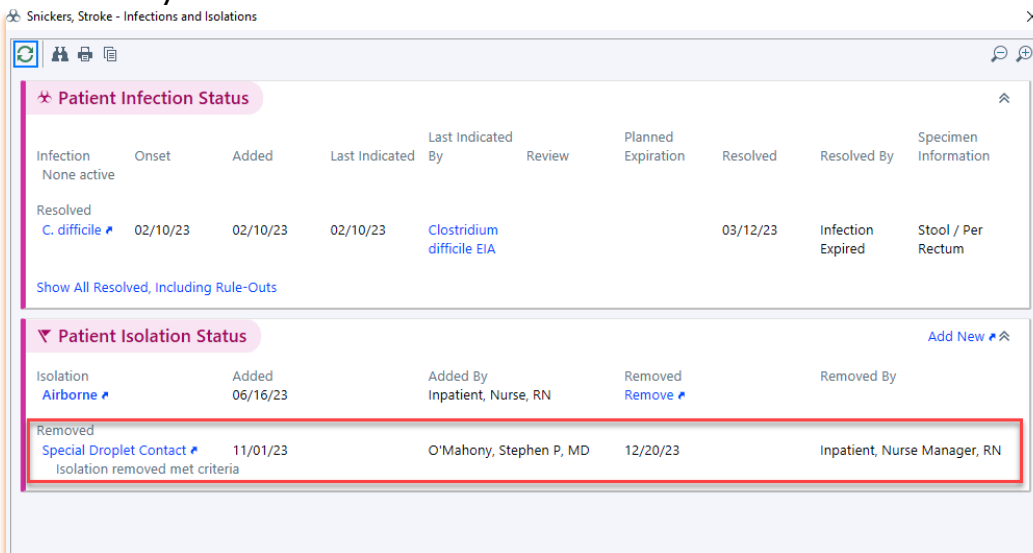 Snickers, Stroke - Infections and Isolations
Patient Infection Status
Infection Onset Added Last Indicated Last Indicated By Review Planned Expiration Resolved Resolved By Specimen Information
None active
Resolved
C. difficile 02/10/23 02/10/23 02/10/23 Clostridium difficile EIA 03/12/23 Infection Expired Stool / Per Rectum
Show All Resolved, Including Rule-Outs
Patient Isolation Status Add New
Isolation Added Added By Removed Removed By
Airborne 06/16/23 Inpatient, Nurse, RN Remove
Removed
Special Droplet Contact 11/01/23 O'Mahony, Stephen P, MD 12/20/23 Inpatient, Nurse Manager, RN
Isolation removed met criteria